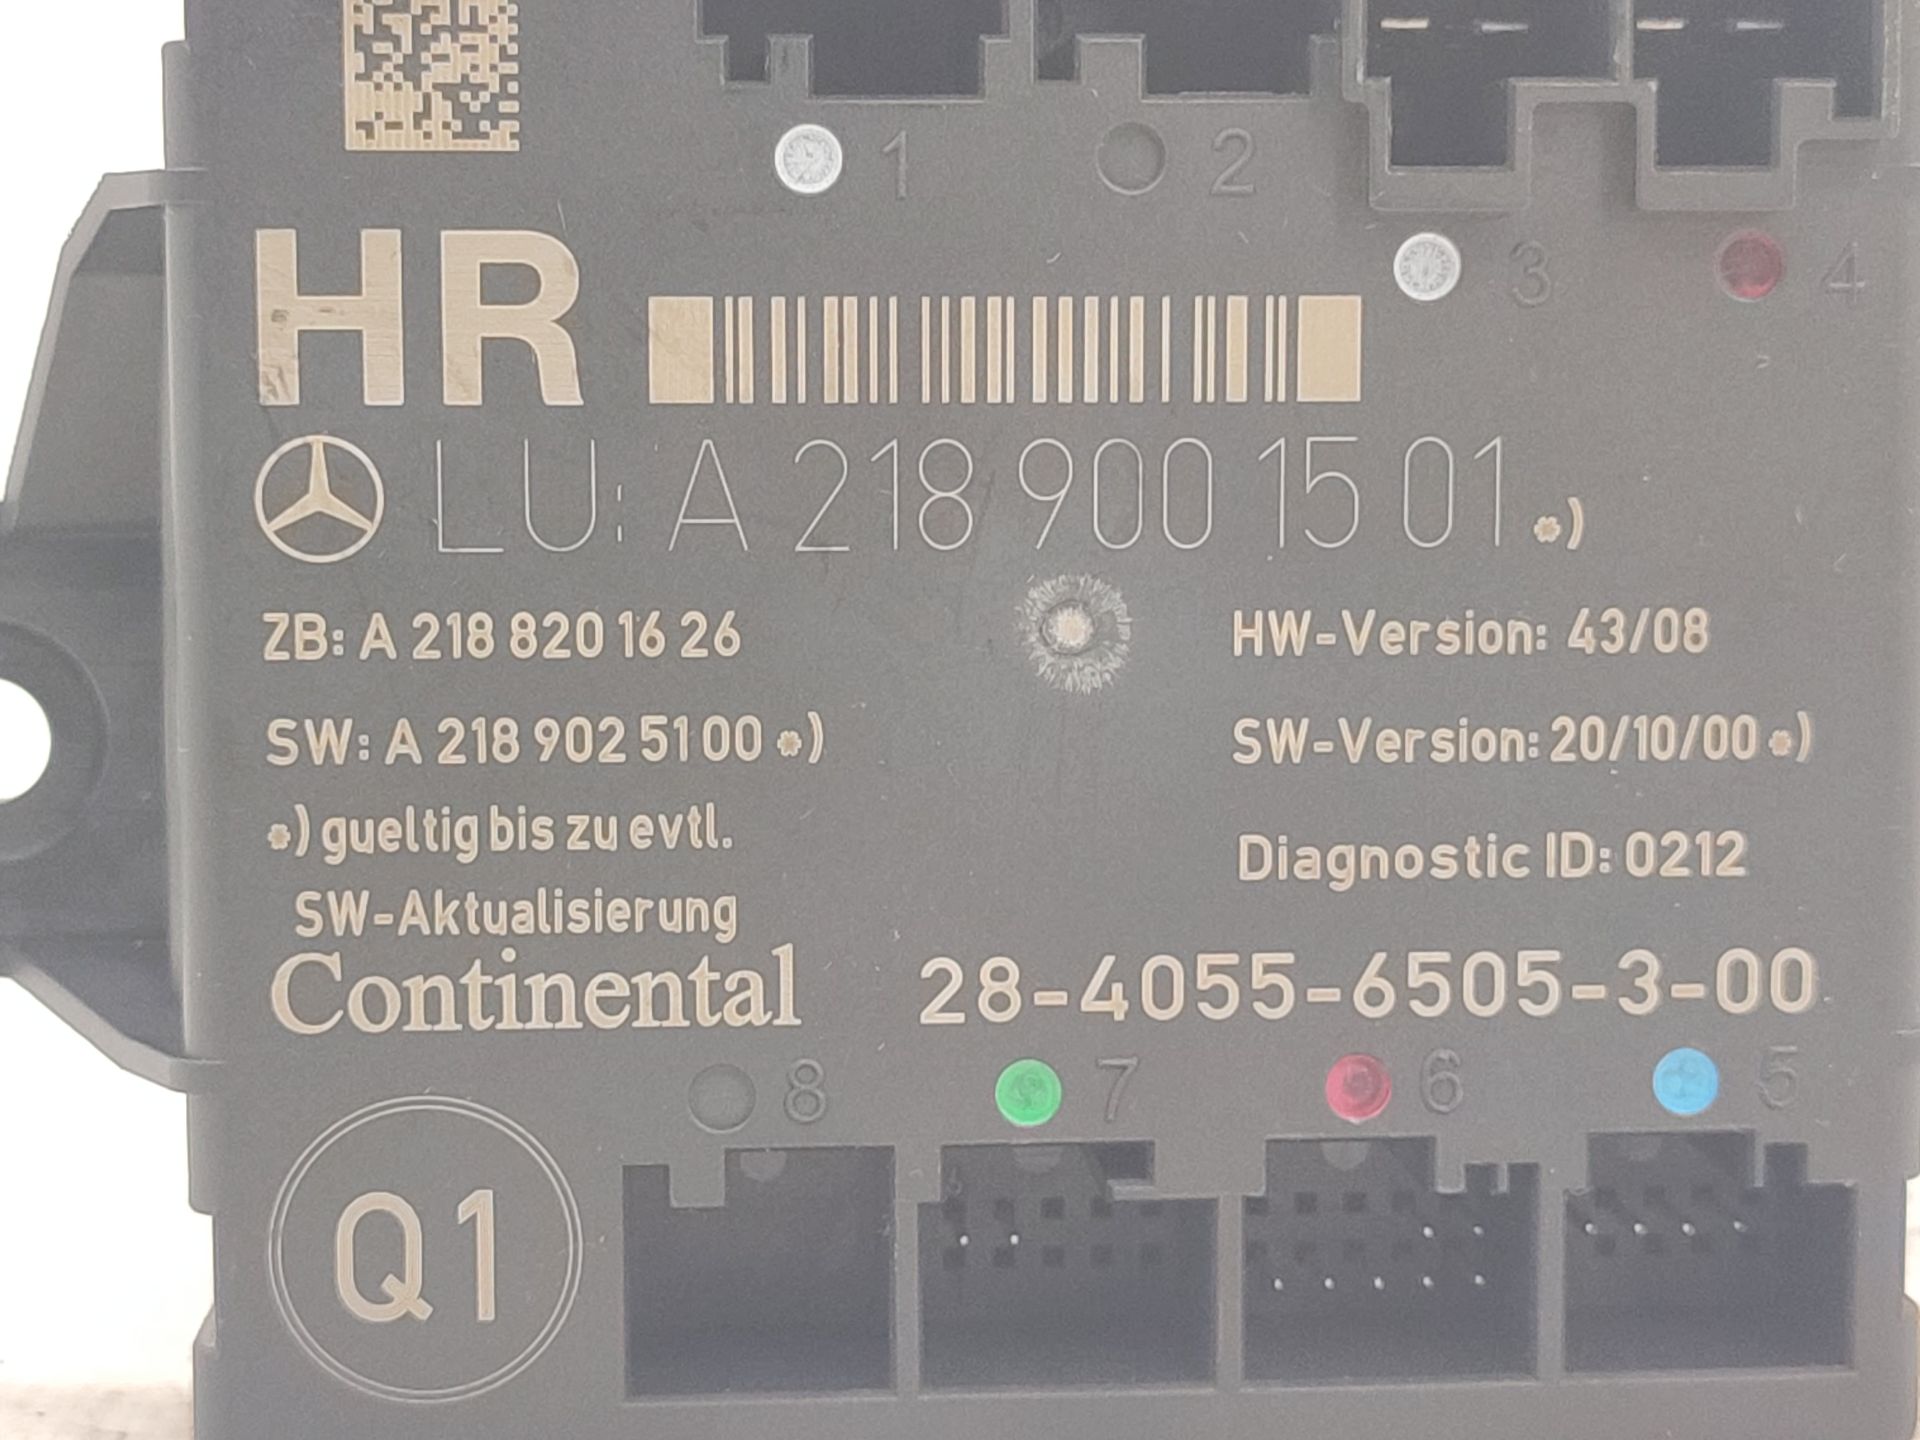 1
2
3
4
HR
LU: A 218 900 15 01 *)
ZB: A 218 820 16 26
HW-Version: 43/08
SW: A 218 902 51 00 *)
SW-Version: 20/10/00 *)
*) gueltig bis zu evtl.
SW-Aktualisierung
Diagnostic ID: 0212
Continental
28-4055-6505-3-00
8
7
6
5
Q1